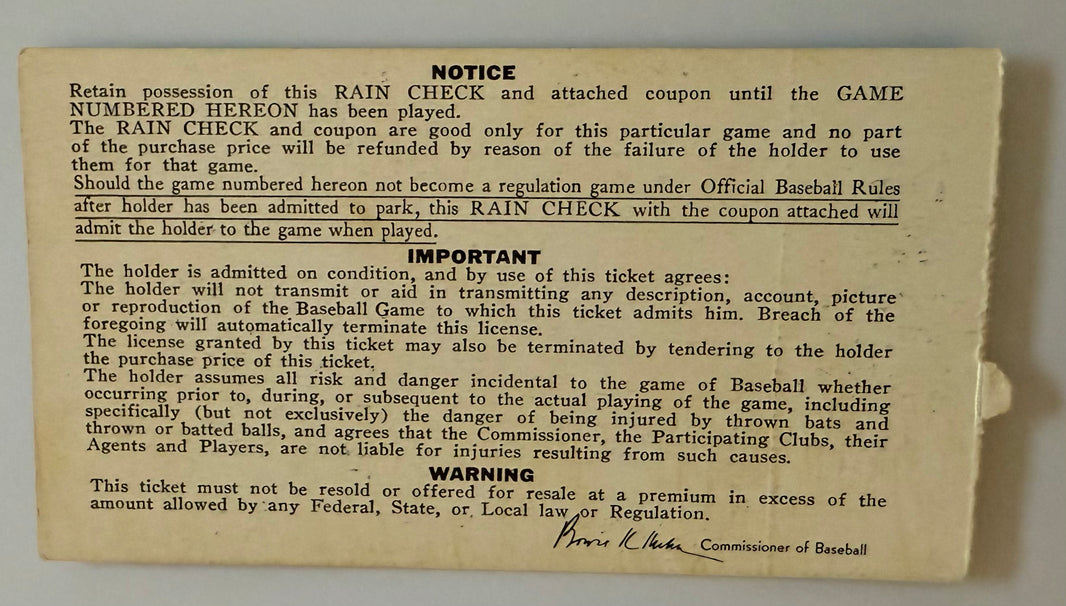 NOTICE
Retain possession of this RAIN CHECK and attached coupon until the GAME
NUMBERED HEREON has been played.
The RAIN CHECK and coupon are good only for this particular game and no part
of the purchase price will be refunded by reason of the failure of the holder to use
them for that game.
Should the game numbered hereon not become a regulation game under Official Baseball Rules
after holder has been admitted to park, this RAIN CHECK with the coupon attached will
admit the holder to the game when played.
IMPORTANT
The holder is admitted on condition, and by use of this ticket agrees:
The holder will not transmit or aid in transmitting any description, account, picture
or reproduction of the Baseball Game to which this ticket admits him. Breach of the
foregoing will automatically terminate this license.
The license granted by this ticket may also be terminated by tendering to the holder
the purchase price of this ticket.
The holder assumes all risk and danger incidental to the game of Baseball whether
occurring prior to, during, or subsequent to the actual playing of the game, including
specifically (but not exclusively) the danger of being injured by thrown bats and
thrown or batted balls, and agrees that the Commissioner, the Participating Clubs, their
Agents and Players, are not liable for injuries resulting from such causes.
WARNING
This ticket must not be resold or offered for resale at a premium in excess of the
amount allowed by any Federal, State, or Local law or Regulation.
Bowie K Kuhn Commissioner of Baseball